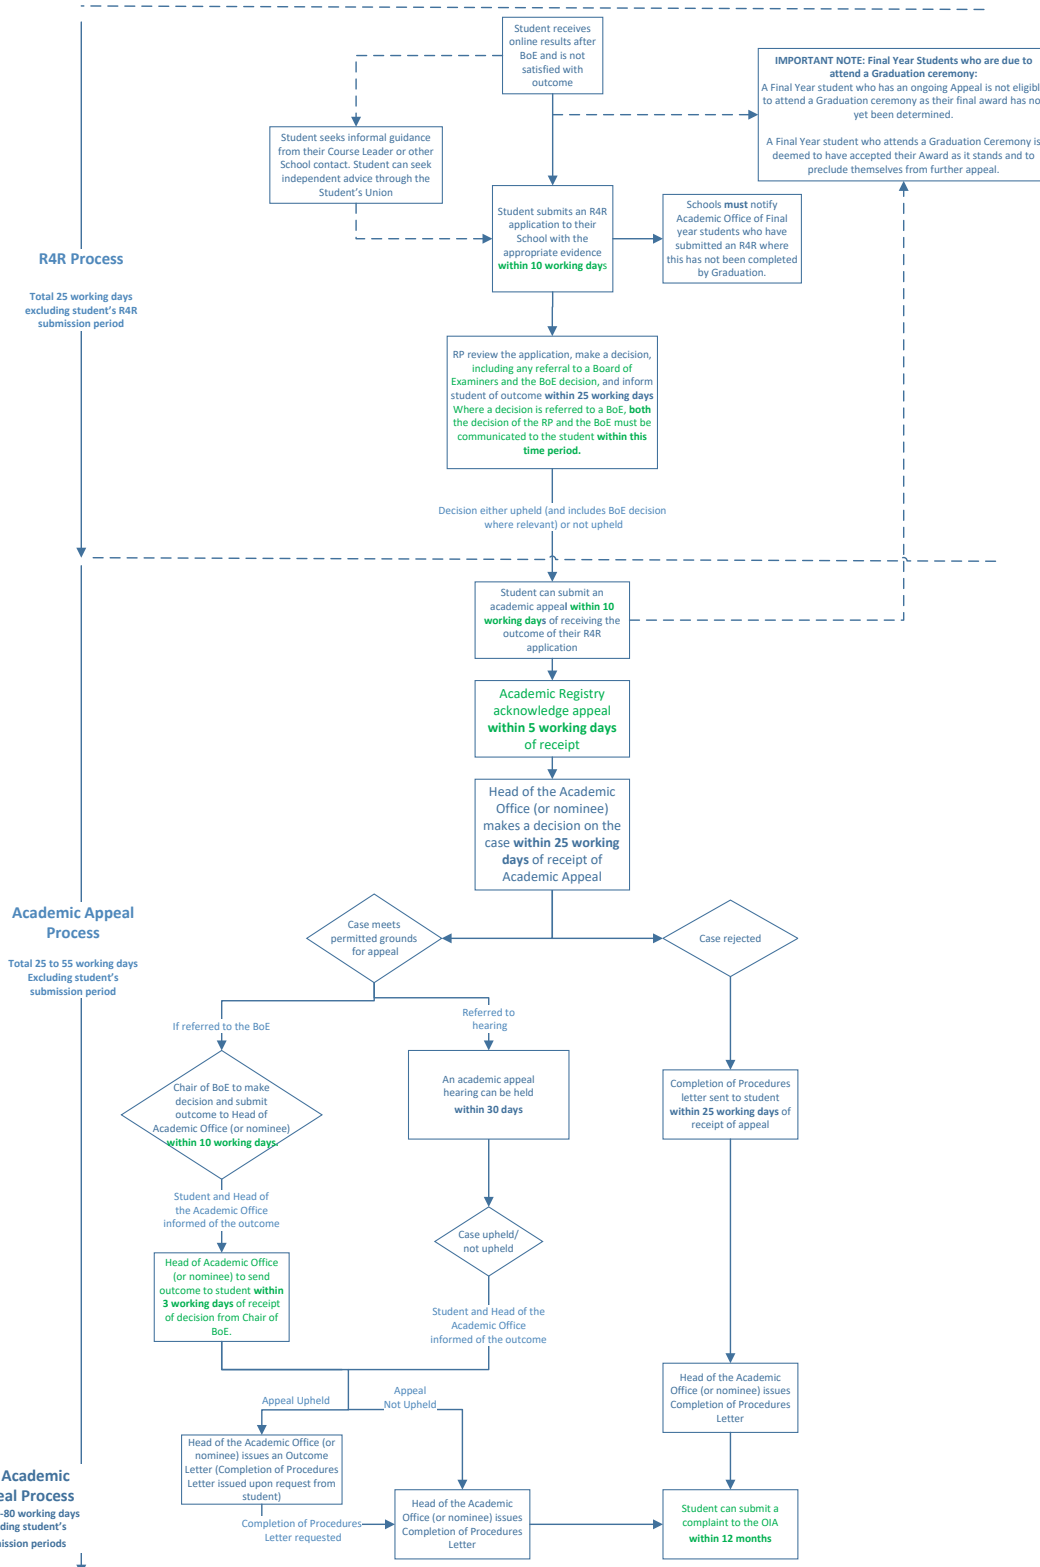 Student receives
online results after
BoE and is not
satisfied with
outcome
IMPORTANT NOTE: Final Year Students who are due to
attend a Graduation ceremony:
A Final Year student who has an ongoing Appeal is not eligibl
to attend a Graduation ceremony as their final award has no
yet been determined.
A Final Year student who attends a Graduation Ceremony is
deemed to have accepted their Award as it stands and to
preclude themselves from further appeal.
Student seeks informal guidance
from their Course Leader or other
School contact. Student can seek
independent advice through the
Student's Union
Student submits an R4R
application to their
School with the
appropriate evidence
within 10 working days
Schools must notify
Academic Office of Final
year students who have
submitted an R4R where
this has not been completed
by Graduation.
R4R Process
Total 25 working days
excluding student's R4R
submission period
RP review the application, make a decision,
including any referral to a Board of
Examiners and the BoE decision, and inform
student of outcome within 25 working days
Where a decision is referred to a BoE, both
the decision of the RP and the BoE must be
communicated to the student within this
time period.
Decision either upheld (and includes BoE decision
where relevant) or not upheld
Student can submit an
academic appeal within 10
working days of receiving the
outcome of their R4R
application
Academic Registry
acknowledge appeal
within 5 working days
of receipt
Head of the Academic
Office (or nominee)
makes a decision on the
case within 25 working
days of receipt of
Academic Appeal
Academic Appeal
Process
Total 25 to 55 working days
Excluding student's
submission period
Case meets
permitted grounds
for appeal
Case rejected
If referred to the BoE
Referred to
hearing
Chair of BoE to make
decision and submit
outcome to Head of
Academic Office (or nominee)
within 10 working days.
An academic appeal
hearing can be held
within 30 days
Completion of Procedures
letter sent to student
within 25 working days of
receipt of appeal
Student and Head of
the Academic Office
informed of the outcome
Case upheld/
not upheld
Head of Academic Office
(or nominee) to send
outcome to student within
3 working days of receipt
of decision from Chair of
BoE.
Student and Head of the
Academic Office
informed of the outcome
Head of the Academic
Office (or nominee) issues
Completion of Procedures
Letter
Appeal Upheld
Appeal
Not Upheld
Head of the Academic Office (or
nominee) issues an Outcome
Letter (Completion of Procedures
Letter issued upon request from
student)
Completion of Procedures
Letter requested
Head of the Academic
Office (or nominee) issues
Completion of Procedures
Letter
Student can submit a
complaint to the OIA
within 12 months
Academic
eal Process
-80 working days
ding student's
mission periods